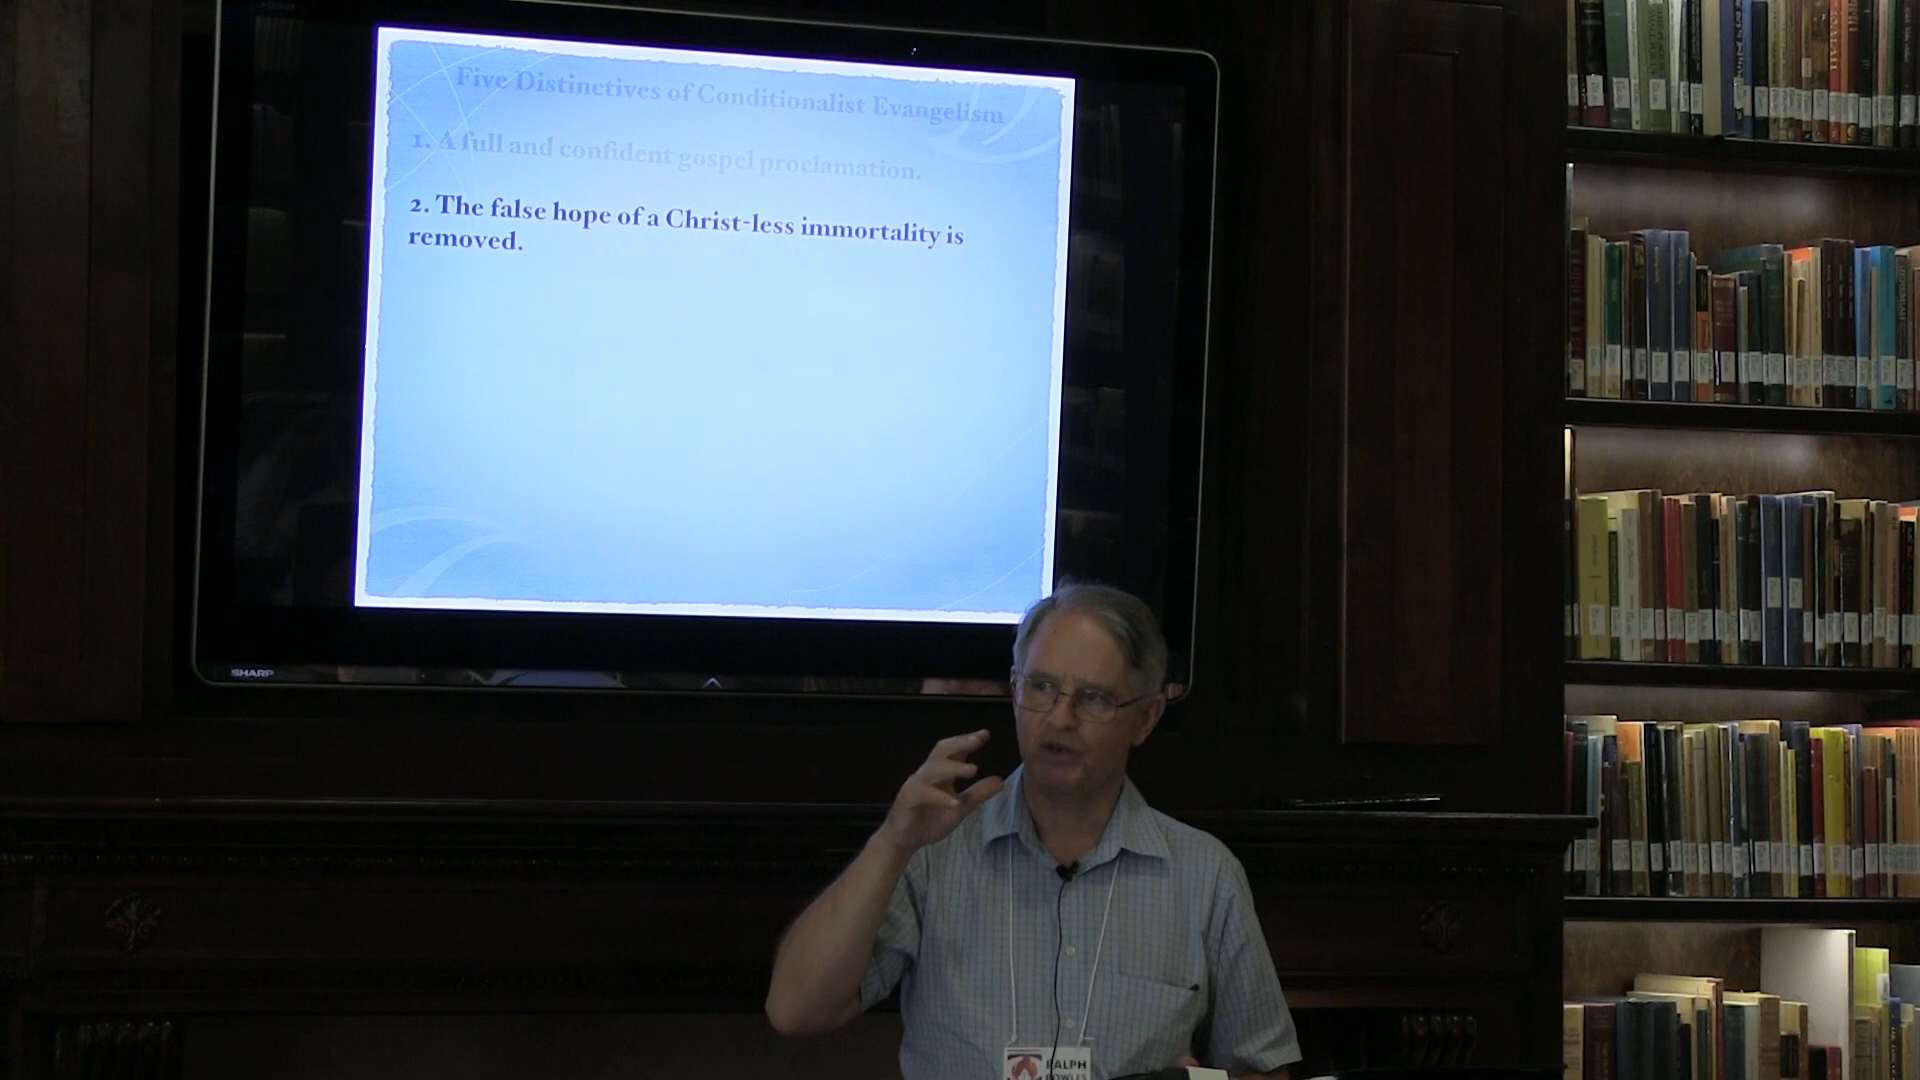 Five Distinctives of Conditionalist Evangelism
1. A full and confident gospel proclamation.
2. The false hope of a Christ-less immortality is
removed.
SHARP
RALPH
BOWLES